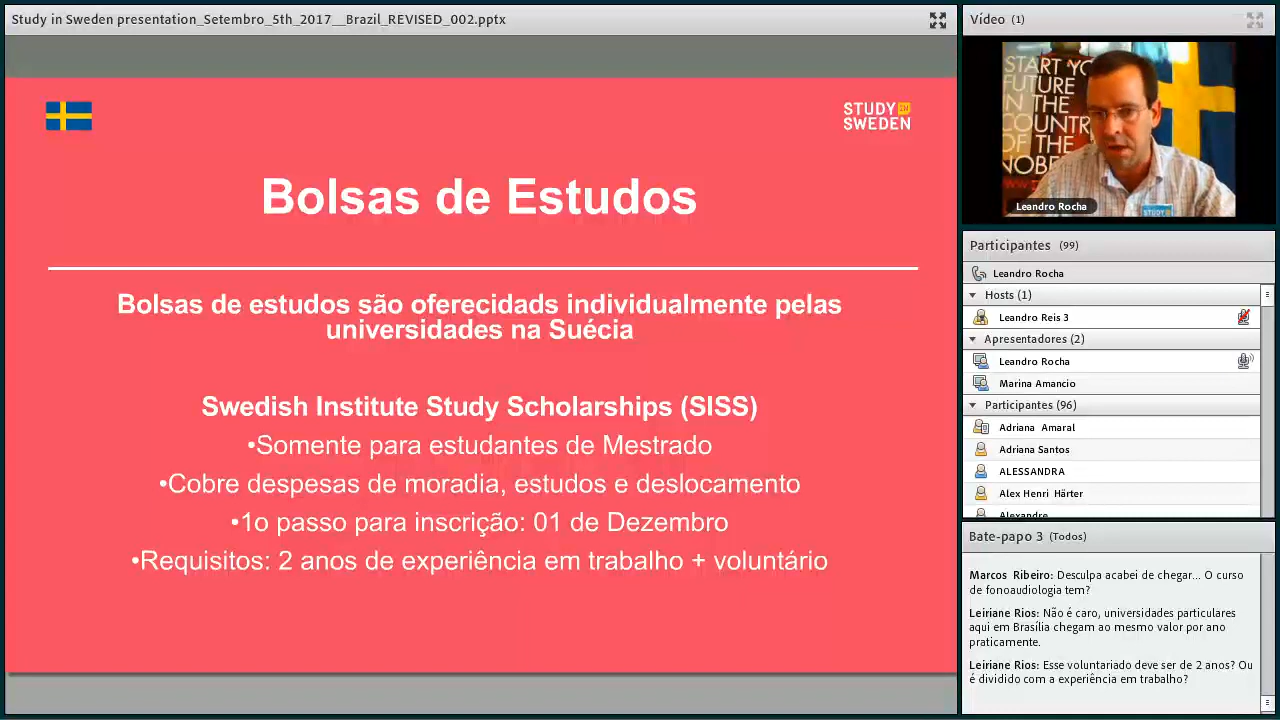 Study in Sweden presentation_Setembro_5th_2017__Brazil_REVISED_002.pptx
STUDY IN
SWEDEN
Bolsas de Estudos
Bolsas de estudos são oferecidads individualmente pelas
universidades na Suécia
Swedish Institute Study Scholarships (SISS)
•Somente para estudantes de Mestrado
•Cobre despesas de moradia, estudos e deslocamento
•1o passo para inscrição: 01 de Dezembro
•Requisitos: 2 anos de experiência em trabalho + voluntário
Vídeo (1)
START YO
FUTURE
IN THE
COUNTR
OF THE
NOBE
STUDY
Leandro Rocha
Participantes (99)
Leandro Rocha
Hosts (1)
Leandro Reis 3
Apresentadores (2)
Leandro Rocha
Marina Amancio
Participantes (96)
Adriana Amaral
Adriana Santos
ALESSANDRA
Alex Henri Härter
Alexandre
Bate-papo 3 (Todos)
Marcos Ribeiro: Desculpa acabei de chegar... O curso
de fonoaudiologia tem?
Leiriane Rios: Não é caro, universidades particulares
aqui em Brasília chegam ao mesmo valor por ano
praticamente.
Leiriane Rios: Esse voluntariado deve ser de 2 anos? Ou
é dividido com a experiência em trabalho?